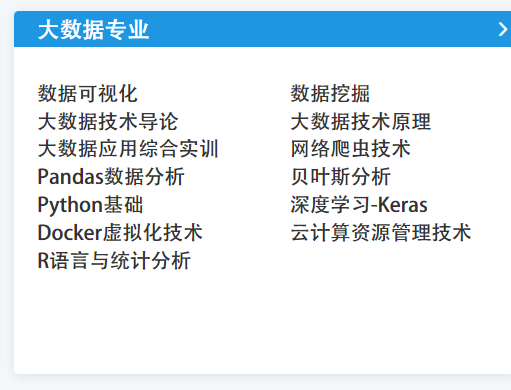 大数据专业
数据可视化 数据挖掘
大数据技术导论 大数据技术原理
大数据应用综合实训 网络爬虫技术
Pandas数据分析 贝叶斯分析
Python基础 深度学习-Keras
Docker虚拟化技术 云计算资源管理技术
R语言与统计分析